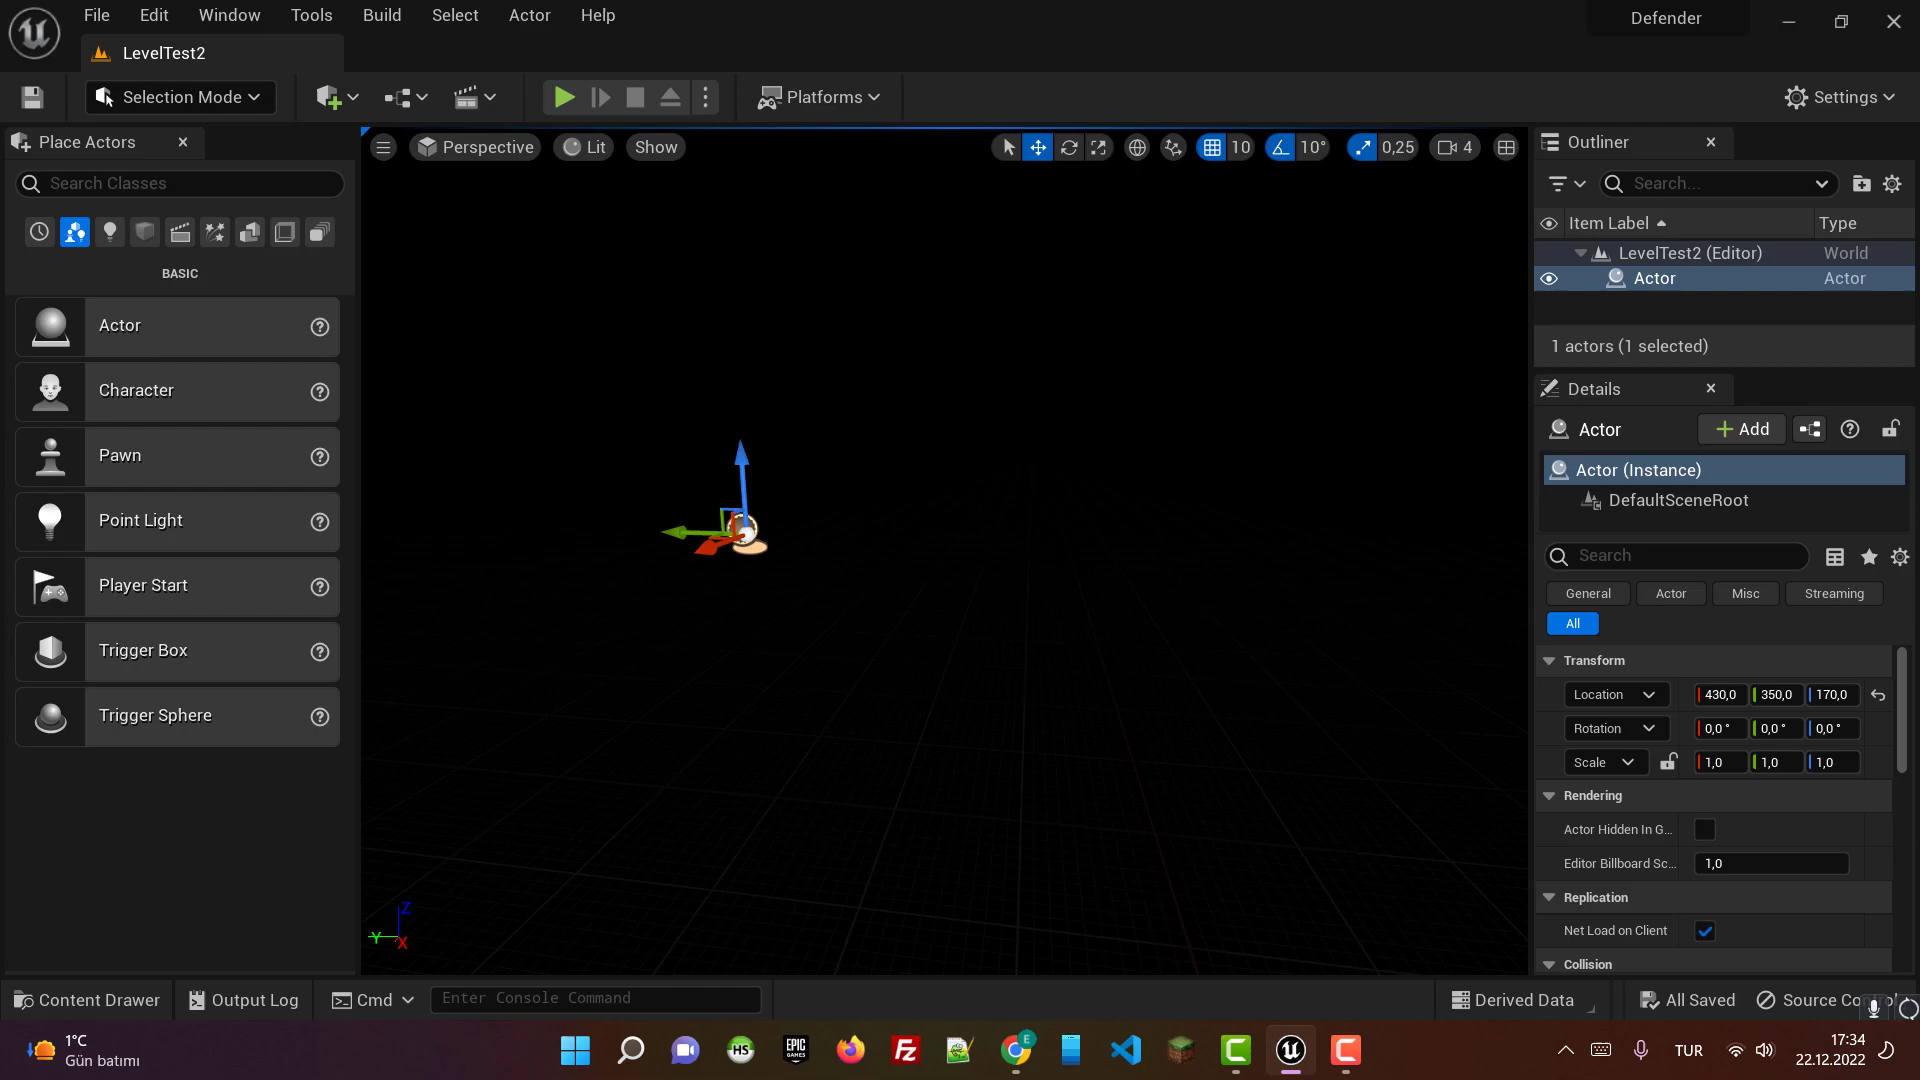 File Edit Window Tools Build Select Actor Help
Defender
LevelTest2
Selection Mode
Platforms
Settings
Place Actors
Search Classes
BASIC
Actor
Character
Pawn
Point Light
Player Start
Trigger Box
Trigger Sphere
Perspective
Lit
Show
10
10°
0,25
4
Z
Y
X
Outliner
Search...
Item Label
Type
LevelTest2 (Editor)
World
Actor
Actor
1 actors (1 selected)
Details
Actor
Add
Actor (Instance)
DefaultSceneRoot
Search
General
Actor
Misc
Streaming
All
Transform
Location
430,0
350,0
170,0
Rotation
0,0 °
0,0 °
0,0 °
Scale
1,0
1,0
1,0
Rendering
Actor Hidden In G...
Editor Billboard Sc...
1,0
Replication
Net Load on Client
Collision
Content Drawer
Output Log
Cmd
Enter Console Command
Derived Data
All Saved
Source Control
1°C
Gün batımı
HS
EPIC
GAMES
Fz
E
TUR
17:34
22.12.2022